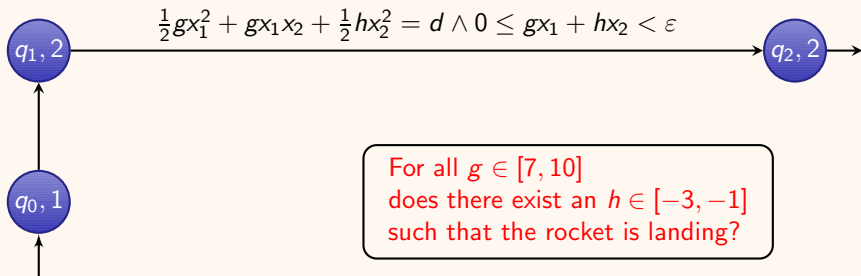 ½gx₁² + gx₁x₂ + ½hx₂² = d ∧ 0 ≤ gx₁ + hx₂ < ε
q₁, 2
q₂, 2
q₀, 1
For all g ∈ [7, 10]
does there exist an h ∈ [−3, −1]
such that the rocket is landing?